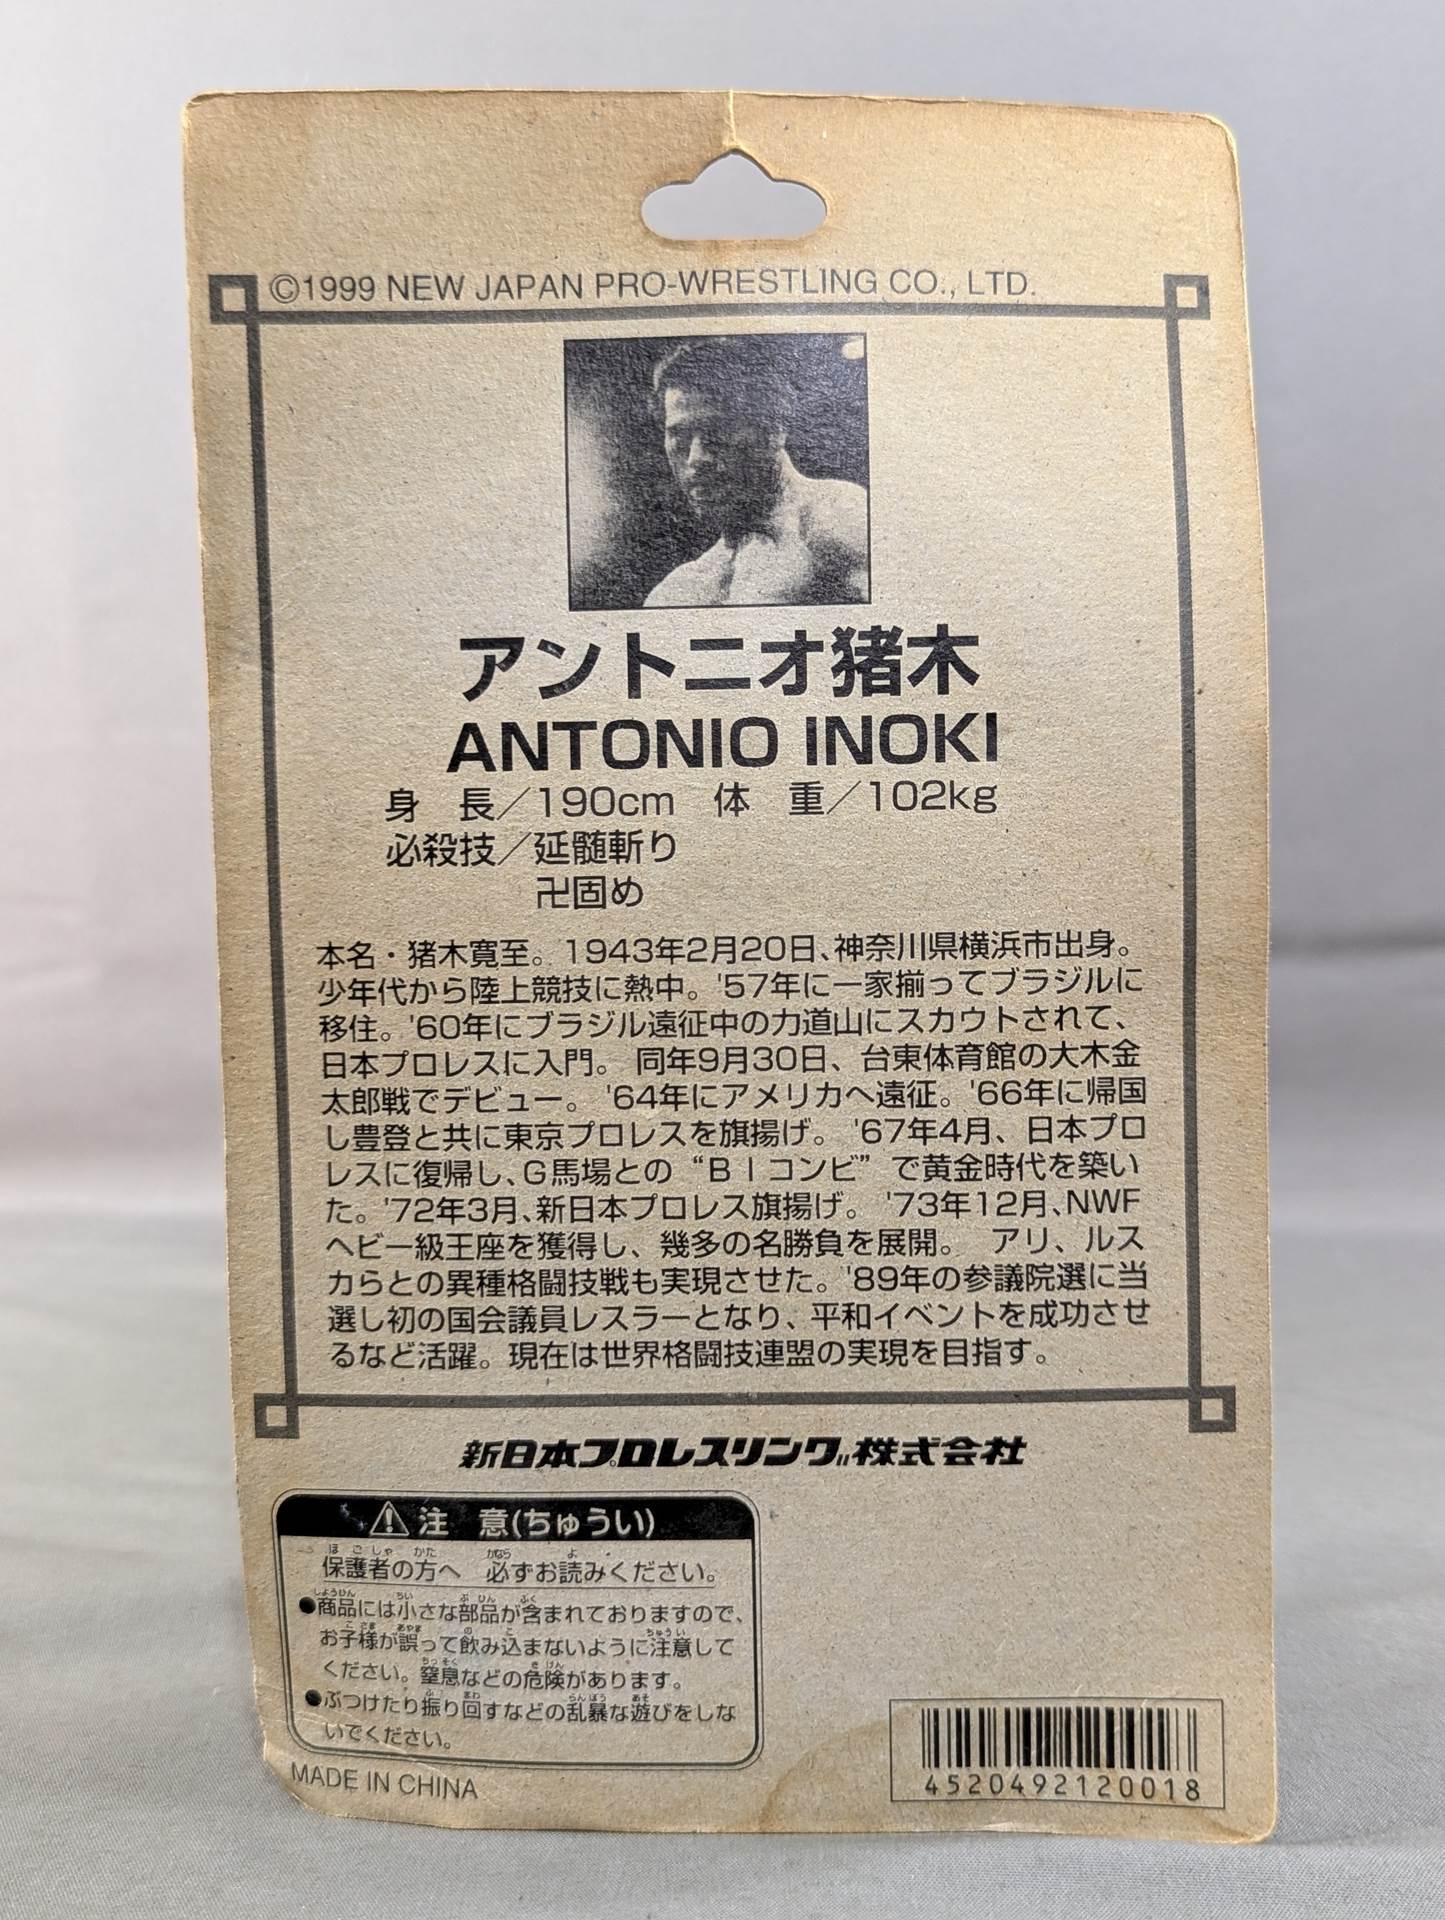 ©1999 NEW JAPAN PRO-WRESTLING CO., LTD.
アントニオ猪木
ANTONIO INOKI
身　長／190cm　体　重／102kg
必殺技／延髄斬り
卍固め
本名・猪木寛至。1943年2月20日、神奈川県横浜市出身。
少年代から陸上競技に熱中。'57年に一家揃ってブラジルに
移住。'60年にブラジル遠征中の力道山にスカウトされて、
日本プロレスに入門。同年9月30日、台東体育館の大木金
太郎戦でデビュー。'64年にアメリカへ遠征。'66年に帰国
し豊登と共に東京プロレスを旗揚げ。'67年4月、日本プロ
レスに復帰し、G馬場との“BIコンビ”で黄金時代を築い
た。'72年3月、新日本プロレス旗揚げ。'73年12月、NWF
ヘビー級王座を獲得し、幾多の名勝負を展開。　アリ、ルス
カらとの異種格闘技戦も実現させた。'89年の参議院選に当
選し初の国会議員レスラーとなり、平和イベントを成功させ
るなど活躍。現在は世界格闘技連盟の実現を目指す。
新日本プロレスリング株式会社
⚠注　意(ちゅうい)
保護者の方へ　必ずお読みください。
●商品には小さな部品が含まれておりますので、
お子様が誤って飲み込まないように注意して
ください。窒息などの危険があります。
●ぶつけたり振り回すなどの乱暴な遊びをしな
いでください。
MADE IN CHINA
4520492120018